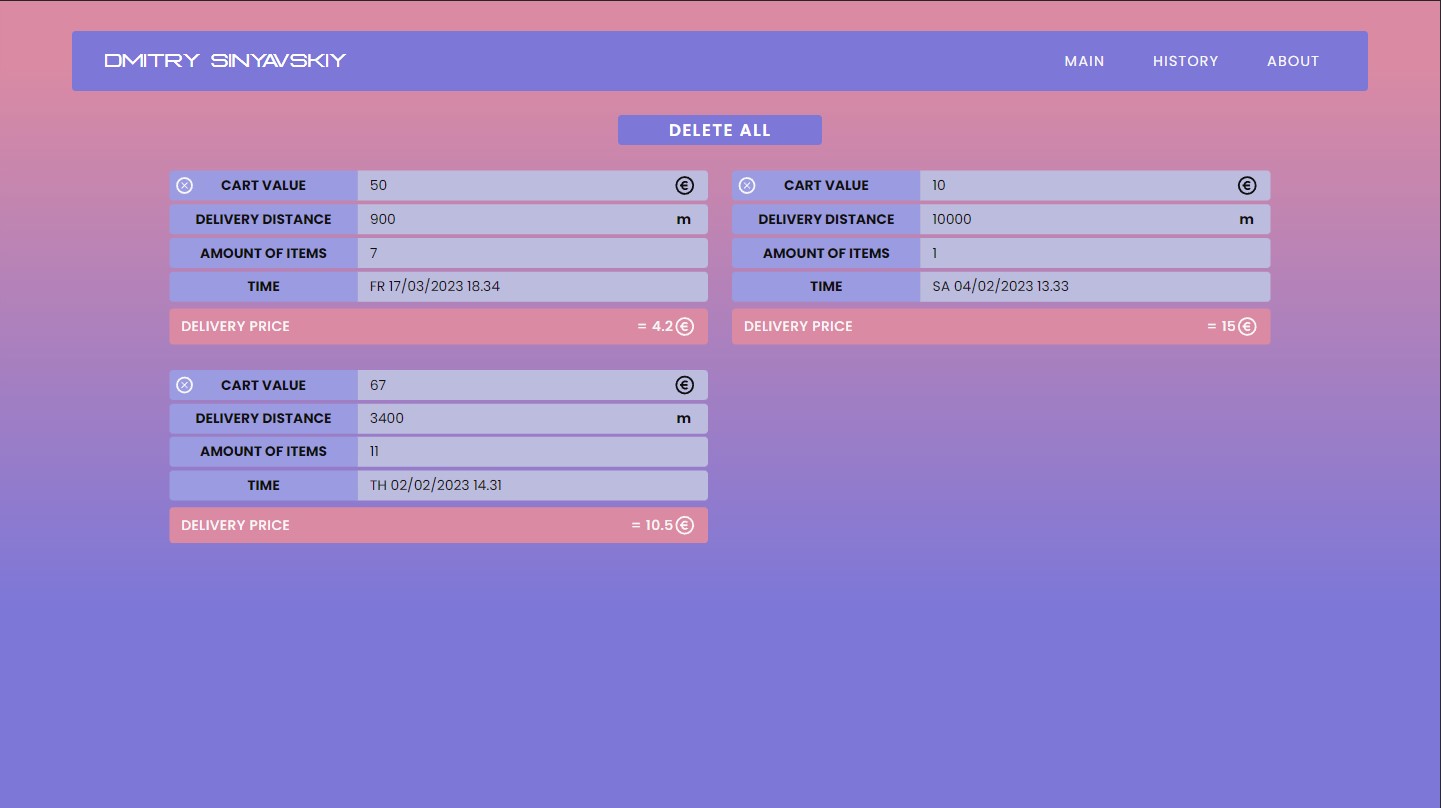 DMITRY SINYAVSKIY MAIN HISTORY ABOUT
DELETE ALL
CART VALUE 50 €
DELIVERY DISTANCE 900 m
AMOUNT OF ITEMS 7
TIME FR 17/03/2023 18.34
DELIVERY PRICE = 4.2 €
CART VALUE 10 €
DELIVERY DISTANCE 10000 m
AMOUNT OF ITEMS 1
TIME SA 04/02/2023 13.33
DELIVERY PRICE = 15 €
CART VALUE 67 €
DELIVERY DISTANCE 3400 m
AMOUNT OF ITEMS 11
TIME TH 02/02/2023 14.31
DELIVERY PRICE = 10.5 €